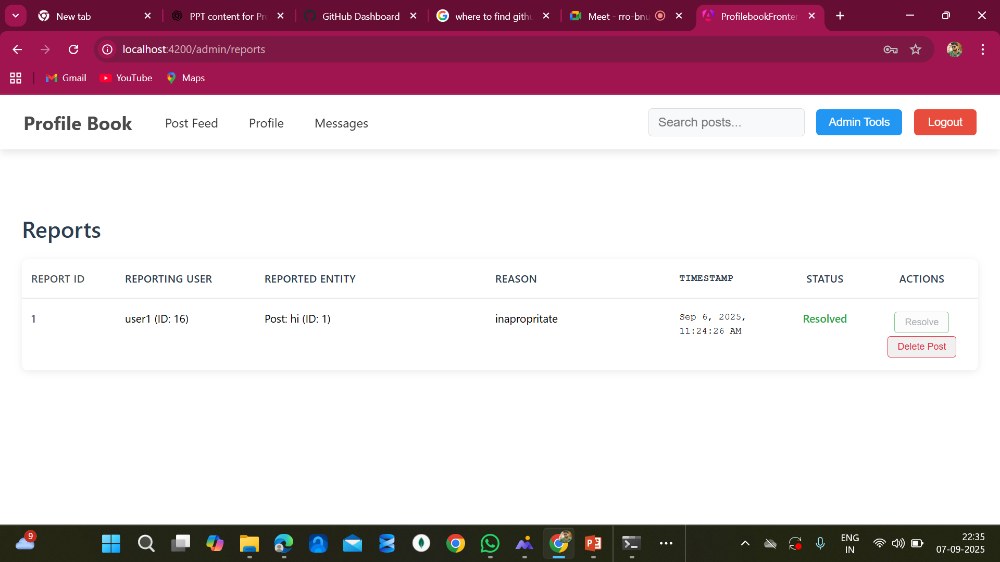 New tab
PPT content for Pro
GitHub Dashboard
where to find githu
Meet - rro-bnu
ProfilebookFronten
localhost:4200/admin/reports
Gmail
YouTube
Maps
Profile Book
Post Feed
Profile
Messages
Search posts...
Admin Tools
Logout
Reports
REPORT ID
REPORTING USER
REPORTED ENTITY
REASON
TIMESTAMP
STATUS
ACTIONS
1
user1 (ID: 16)
Post: hi (ID: 1)
inapropritate
Sep 6, 2025,
11:24:26 AM
Resolved
Resolve
Delete Post
9
ENG
IN
22:35
07-09-2025